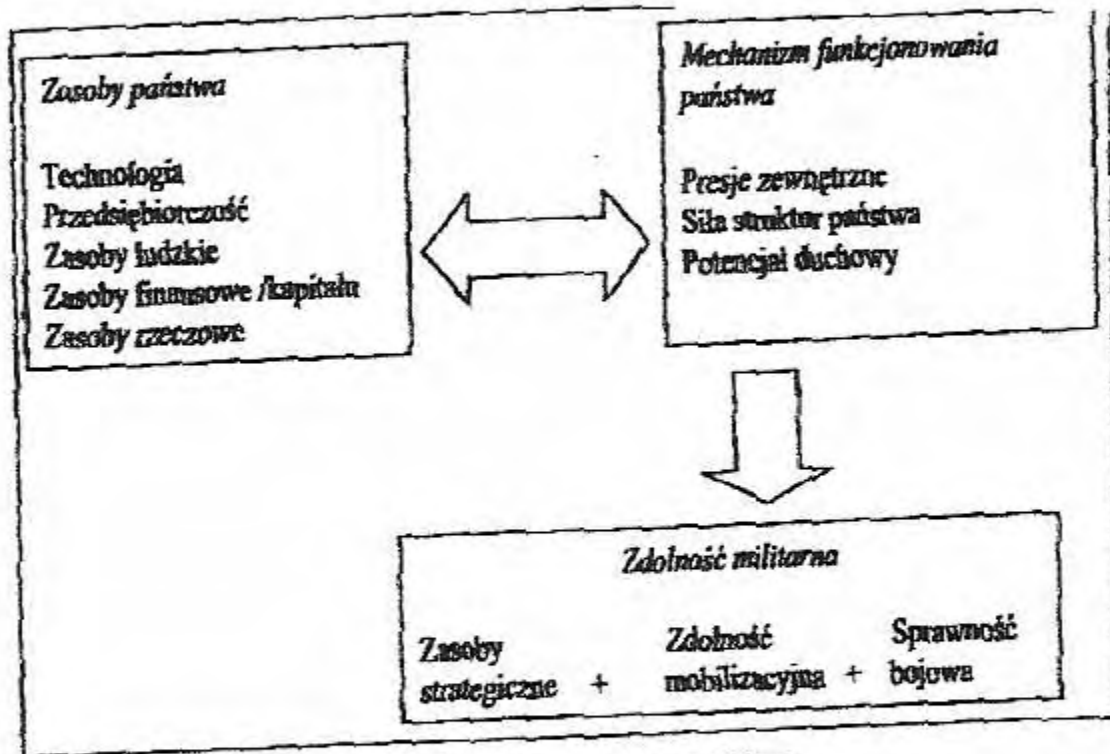 Zasoby państwa
Technologia
Przedsiębiorczość
Zasoby ludzkie
Zasoby finansowe /kapitału
Zasoby rzeczowe
Mechanizm funkcjonowania
państwa
Presje zewnętrzne
Siła struktur państwa
Potencjał duchowy
Zdolność militarna
Zasoby
strategiczne +
Zdolność
mobilizacyjna +
Sprawność
bojowa